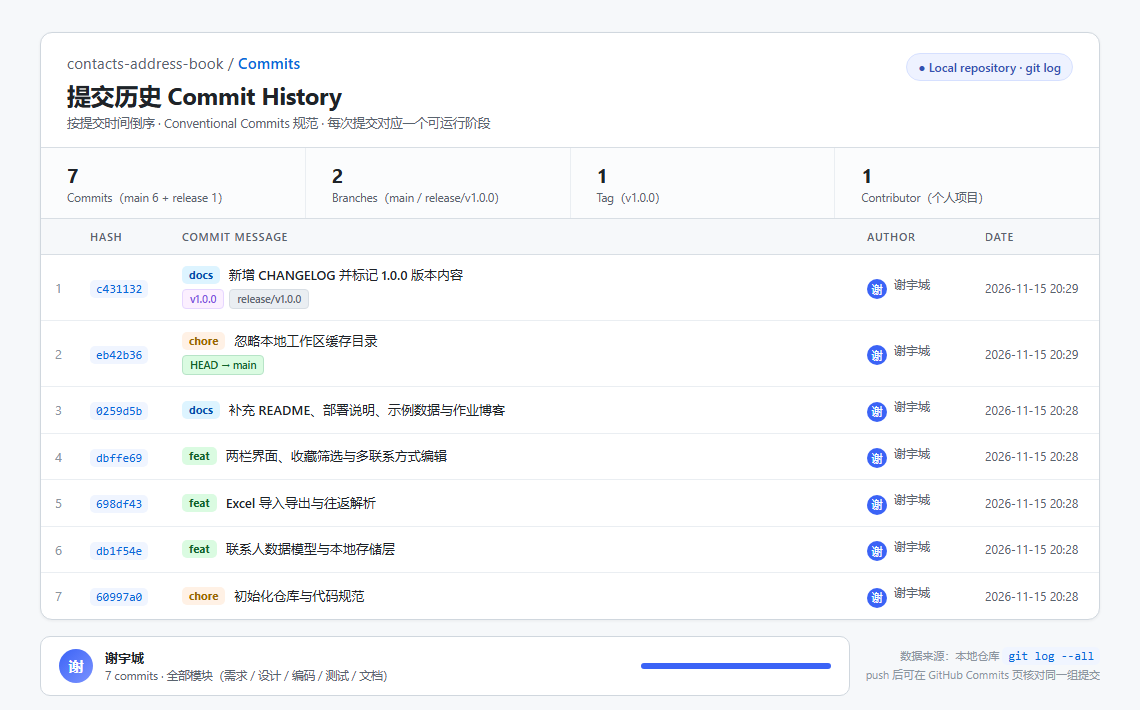 contacts-address-book / Commits
● Local repository · git log
提交历史 Commit History
按提交时间倒序 · Conventional Commits 规范 · 每次提交对应一个可运行阶段
7
Commits（main 6 + release 1）
2
Branches（main / release/v1.0.0）
1
Tag（v1.0.0）
1
Contributor（个人项目）
HASH COMMIT MESSAGE AUTHOR DATE
1 c431132 docs 新增 CHANGELOG 并标记 1.0.0 版本内容 谢 谢宇城 2026-11-15 20:29
v1.0.0 release/v1.0.0
2 eb42b36 chore 忽略本地工作区缓存目录 谢 谢宇城 2026-11-15 20:29
HEAD → main
3 0259d5b docs 补充 README、部署说明、示例数据与作业博客 谢 谢宇城 2026-11-15 20:28
4 dbffe69 feat 两栏界面、收藏筛选与多联系方式编辑 谢 谢宇城 2026-11-15 20:28
5 698df43 feat Excel 导入导出与往返解析 谢 谢宇城 2026-11-15 20:28
6 db1f54e feat 联系人数据模型与本地存储层 谢 谢宇城 2026-11-15 20:28
7 60997a0 chore 初始化仓库与代码规范 谢 谢宇城 2026-11-15 20:28
谢 谢宇城
7 commits · 全部模块（需求 / 设计 / 编码 / 测试 / 文档）
数据来源：本地仓库 git log --all
push 后可在 GitHub Commits 页核对同一组提交